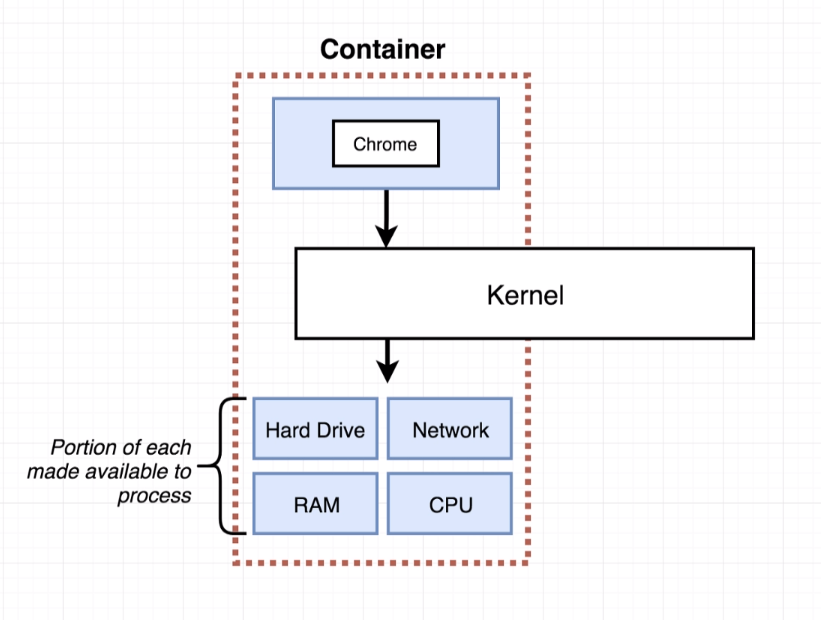 Container
Chrome
Kernel
Hard Drive
Network
Portion of each
made available to
process
RAM
CPU